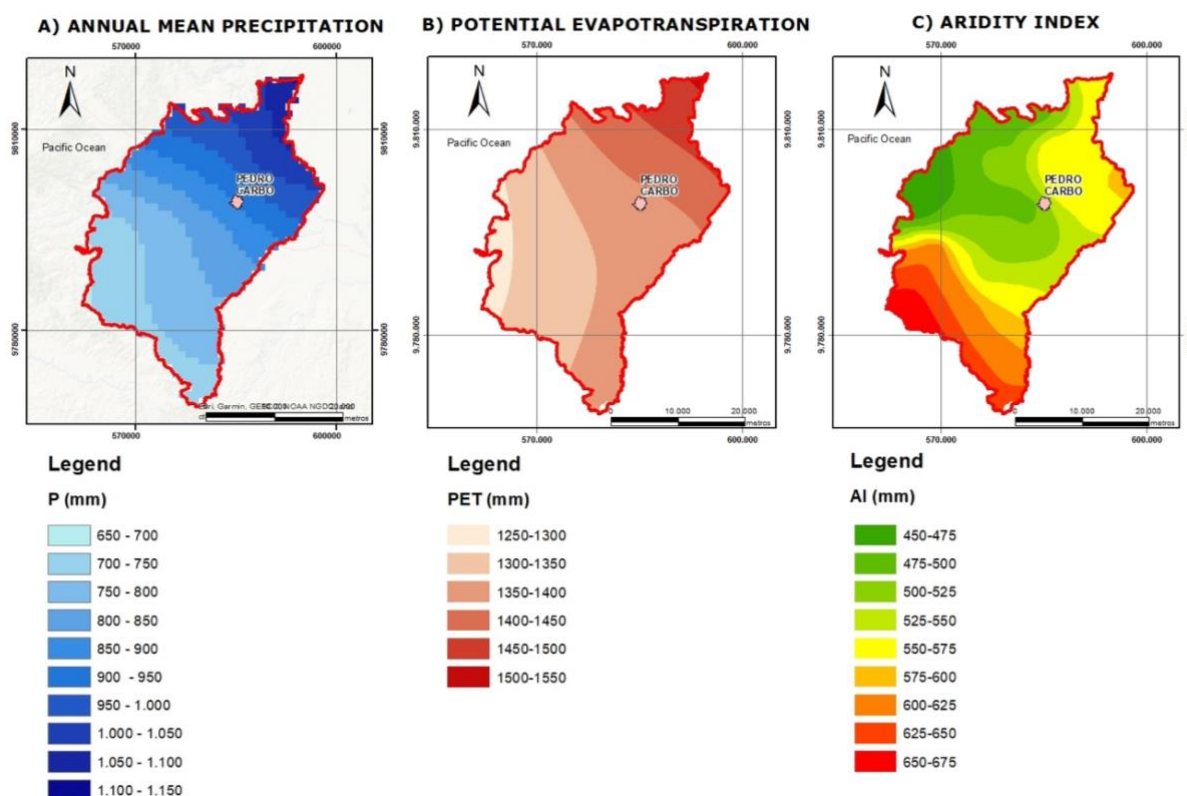 A) ANNUAL MEAN PRECIPITATION
570000
600000
N
Pacific Ocean
9810000
9810000
PEDRO
CARBO
9780000
9780000
20.000
metros
570000
600000
Legend
P (mm)
650 - 700
700 - 750
750 - 800
800 - 850
850 - 900
900 - 950
950 - 1.000
1.000 - 1.050
1.050 - 1.100
1.100 - 1.150
B) POTENTIAL EVAPOTRANSPIRATION
570.000
600.000
N
Pacific Ocean
9.810.000
9.810.000
PEDRO
CARBO
9.780.000
9.780.000
0 10.000 20.000
metros
570.000
600.000
Legend
PET (mm)
1250-1300
1300-1350
1350-1400
1400-1450
1450-1500
1500-1550
C) ARIDITY INDEX
570.000
600.000
N
Pacific Ocean
9.810.000
9.810.000
PEDRO
CARBO
9.780.000
9.780.000
0 10.000 20.000
metros
570.000
600.000
Legend
AI (mm)
450-475
475-500
500-525
525-550
550-575
575-600
600-625
625-650
650-675